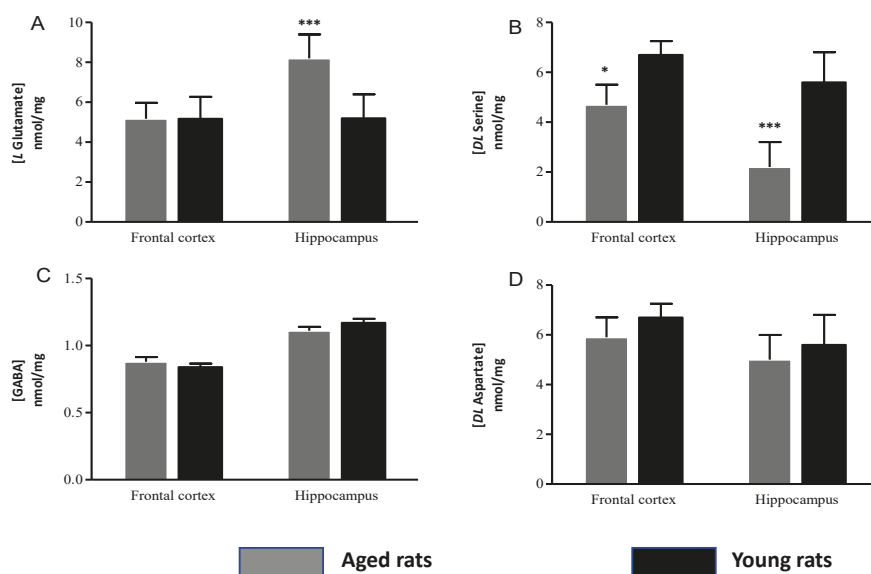 A
[L Glutamate]
nmol/mg
10
8
6
4
2
0
***
Frontal cortex
Hippocampus
B
[DL Serine]
nmol/mg
8
6
4
2
0
*
***
Frontal cortex
Hippocampus
C
[GABA]
nmol/mg
1.5
1.0
0.5
0.0
Frontal cortex
Hippocampus
D
[DL Aspartate]
nmol/mg
8
6
4
2
0
Frontal cortex
Hippocampus
Aged rats
Young rats